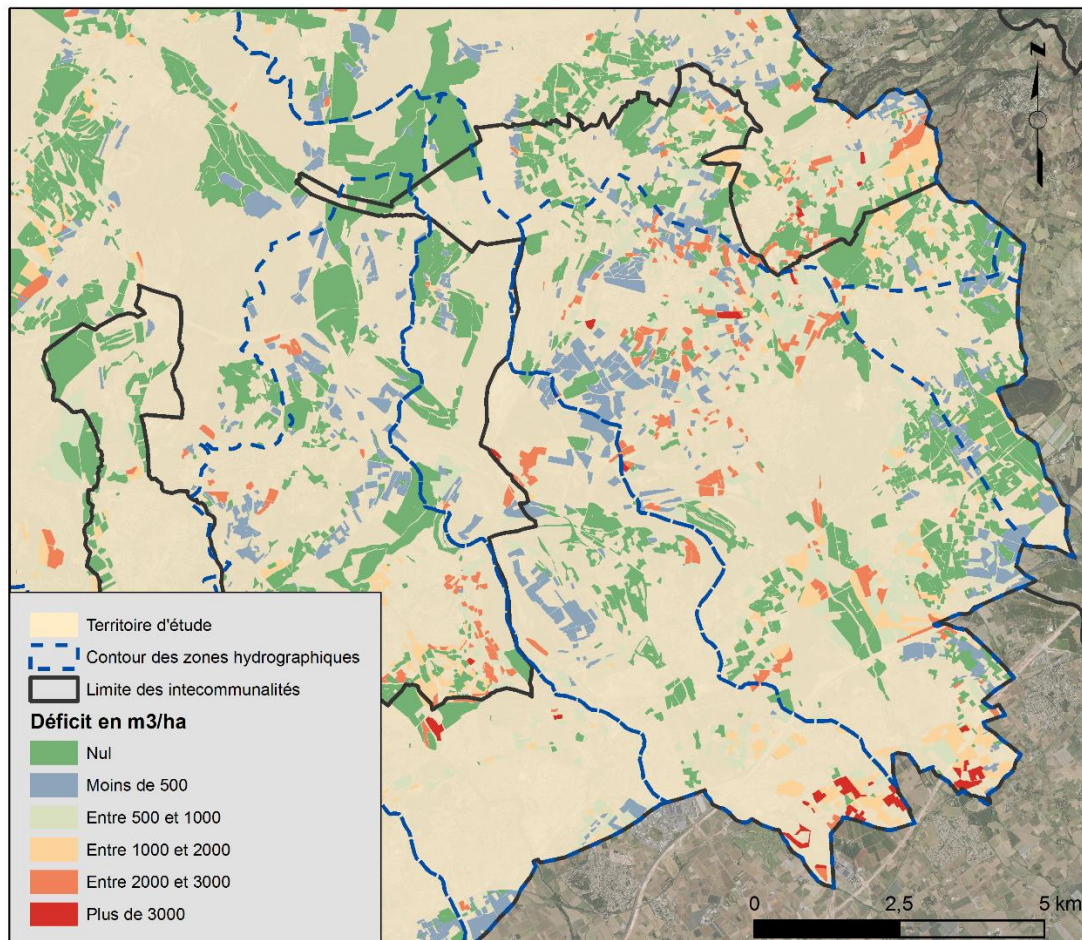 N
Territoire d'étude
Contour des zones hydrographiques
Limite des intecommunalités
Déficit en m3/ha
Nul
Moins de 500
Entre 500 et 1000
Entre 1000 et 2000
Entre 2000 et 3000
Plus de 3000
0 2,5 5 km